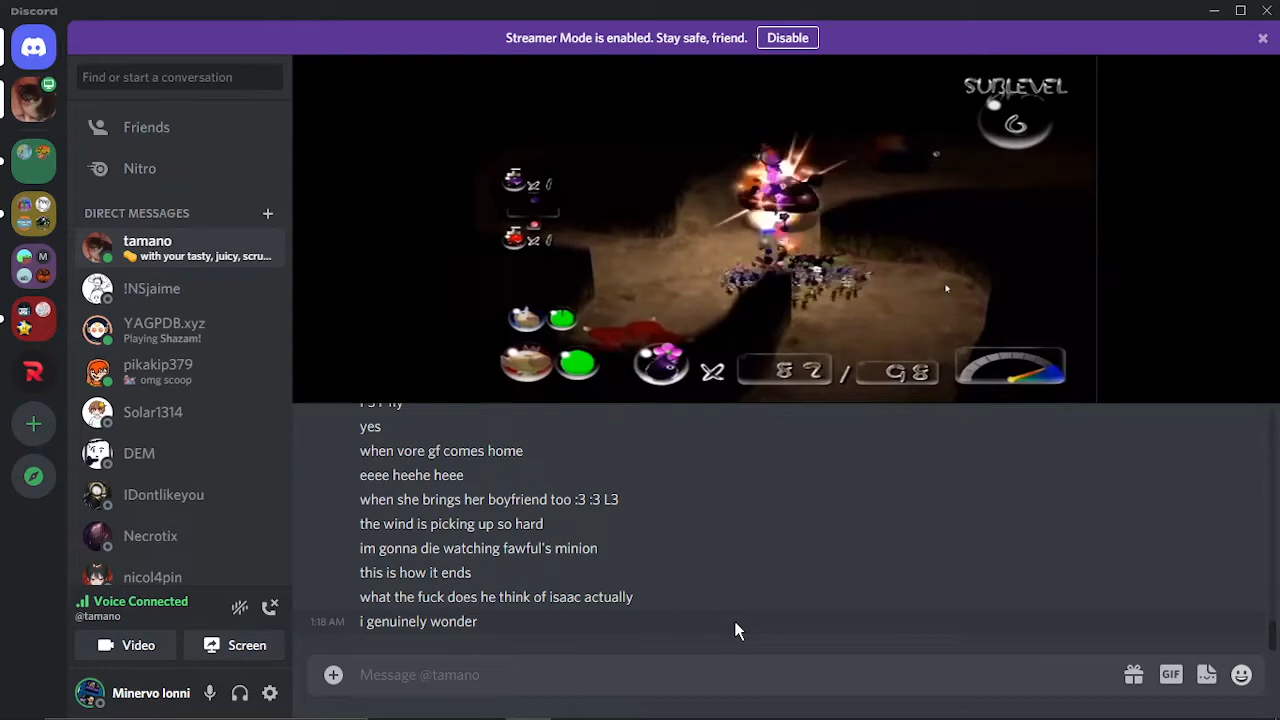 Discord
Streamer Mode is enabled. Stay safe, friend.
Disable
Find or start a conversation
Friends
Nitro
DIRECT MESSAGES
tamano
with your tasty, juicy, scru...
!NSjaime
YAGPDB.xyz
Playing Shazam!
pikakip379
omg scoop
Solar1314
DEM
IDontlikeyou
Necrotix
nicol4pin
Voice Connected
@tamano
Video
Screen
Minervo Ionni
SUBLEVEL
6
x 1
x 1
x 87 / 98
yes
when vore gf comes home
eeee heehe heee
when she brings her boyfriend too :3 :3 L3
the wind is picking up so hard
im gonna die watching fawful's minion
this is how it ends
what the fuck does he think of isaac actually
1:18 AM i genuinely wonder
Message @tamano
GIF